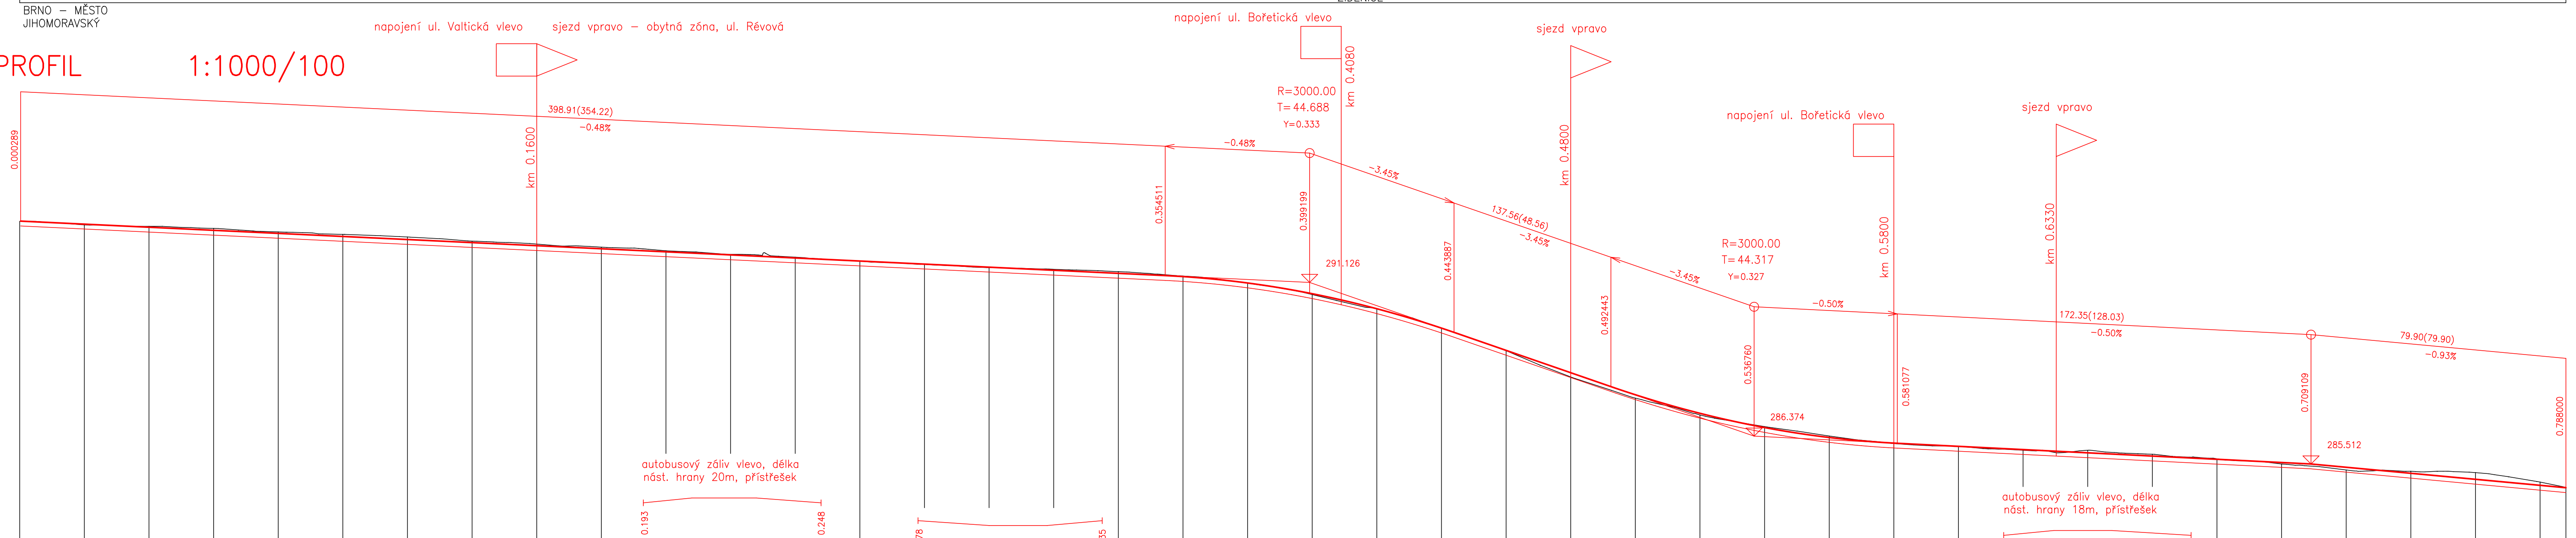 BRNO – MĚSTO
JIHOMORAVSKÝ
PROFIL 1:1000/100
napojení ul. Valtická vlevo
sjezd vpravo – obytná zóna, ul. Révová
napojení ul. Bořetická vlevo
sjezd vpravo
napojení ul. Bořetická vlevo
sjezd vpravo
0.000289
km 0.1600
398.91(354.22)
-0.48%
0.354511
-0.48%
R=3000.00
T=44.688
Y=0.333
km 0.4080
0.399199
291.126
-3.45%
0.443887
137.56(48.56)
-3.45%
km 0.4800
0.492443
-3.45%
R=3000.00
T=44.317
Y=0.327
0.536760
286.374
-0.50%
km 0.5800
0.581077
km 0.6330
172.35(128.03)
-0.50%
0.709109
285.512
79.90(79.90)
-0.93%
0.788000
autobusový záliv vlevo, délka
nást. hrany 20m, přístřešek
0.193
0.248
autobusový záliv vlevo, délka
nást. hrany 18m, přístřešek